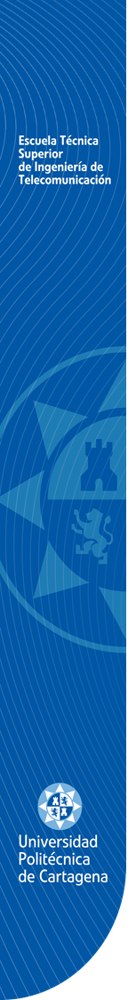 Escuela Técnica
Superior
de Ingeniería de
Telecomunicación
Universidad
Politécnica
de Cartagena